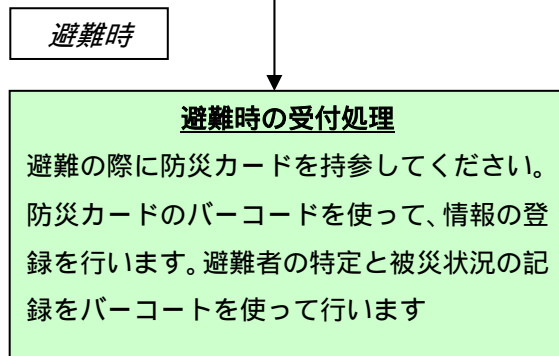 避難時
避難時の受付処理
避難の際に防災カードを持参してください。
防災カードのバーコードを使って、情報の登
録を行います。避難者の特定と被災状況の記
録をバーコートを使って行います